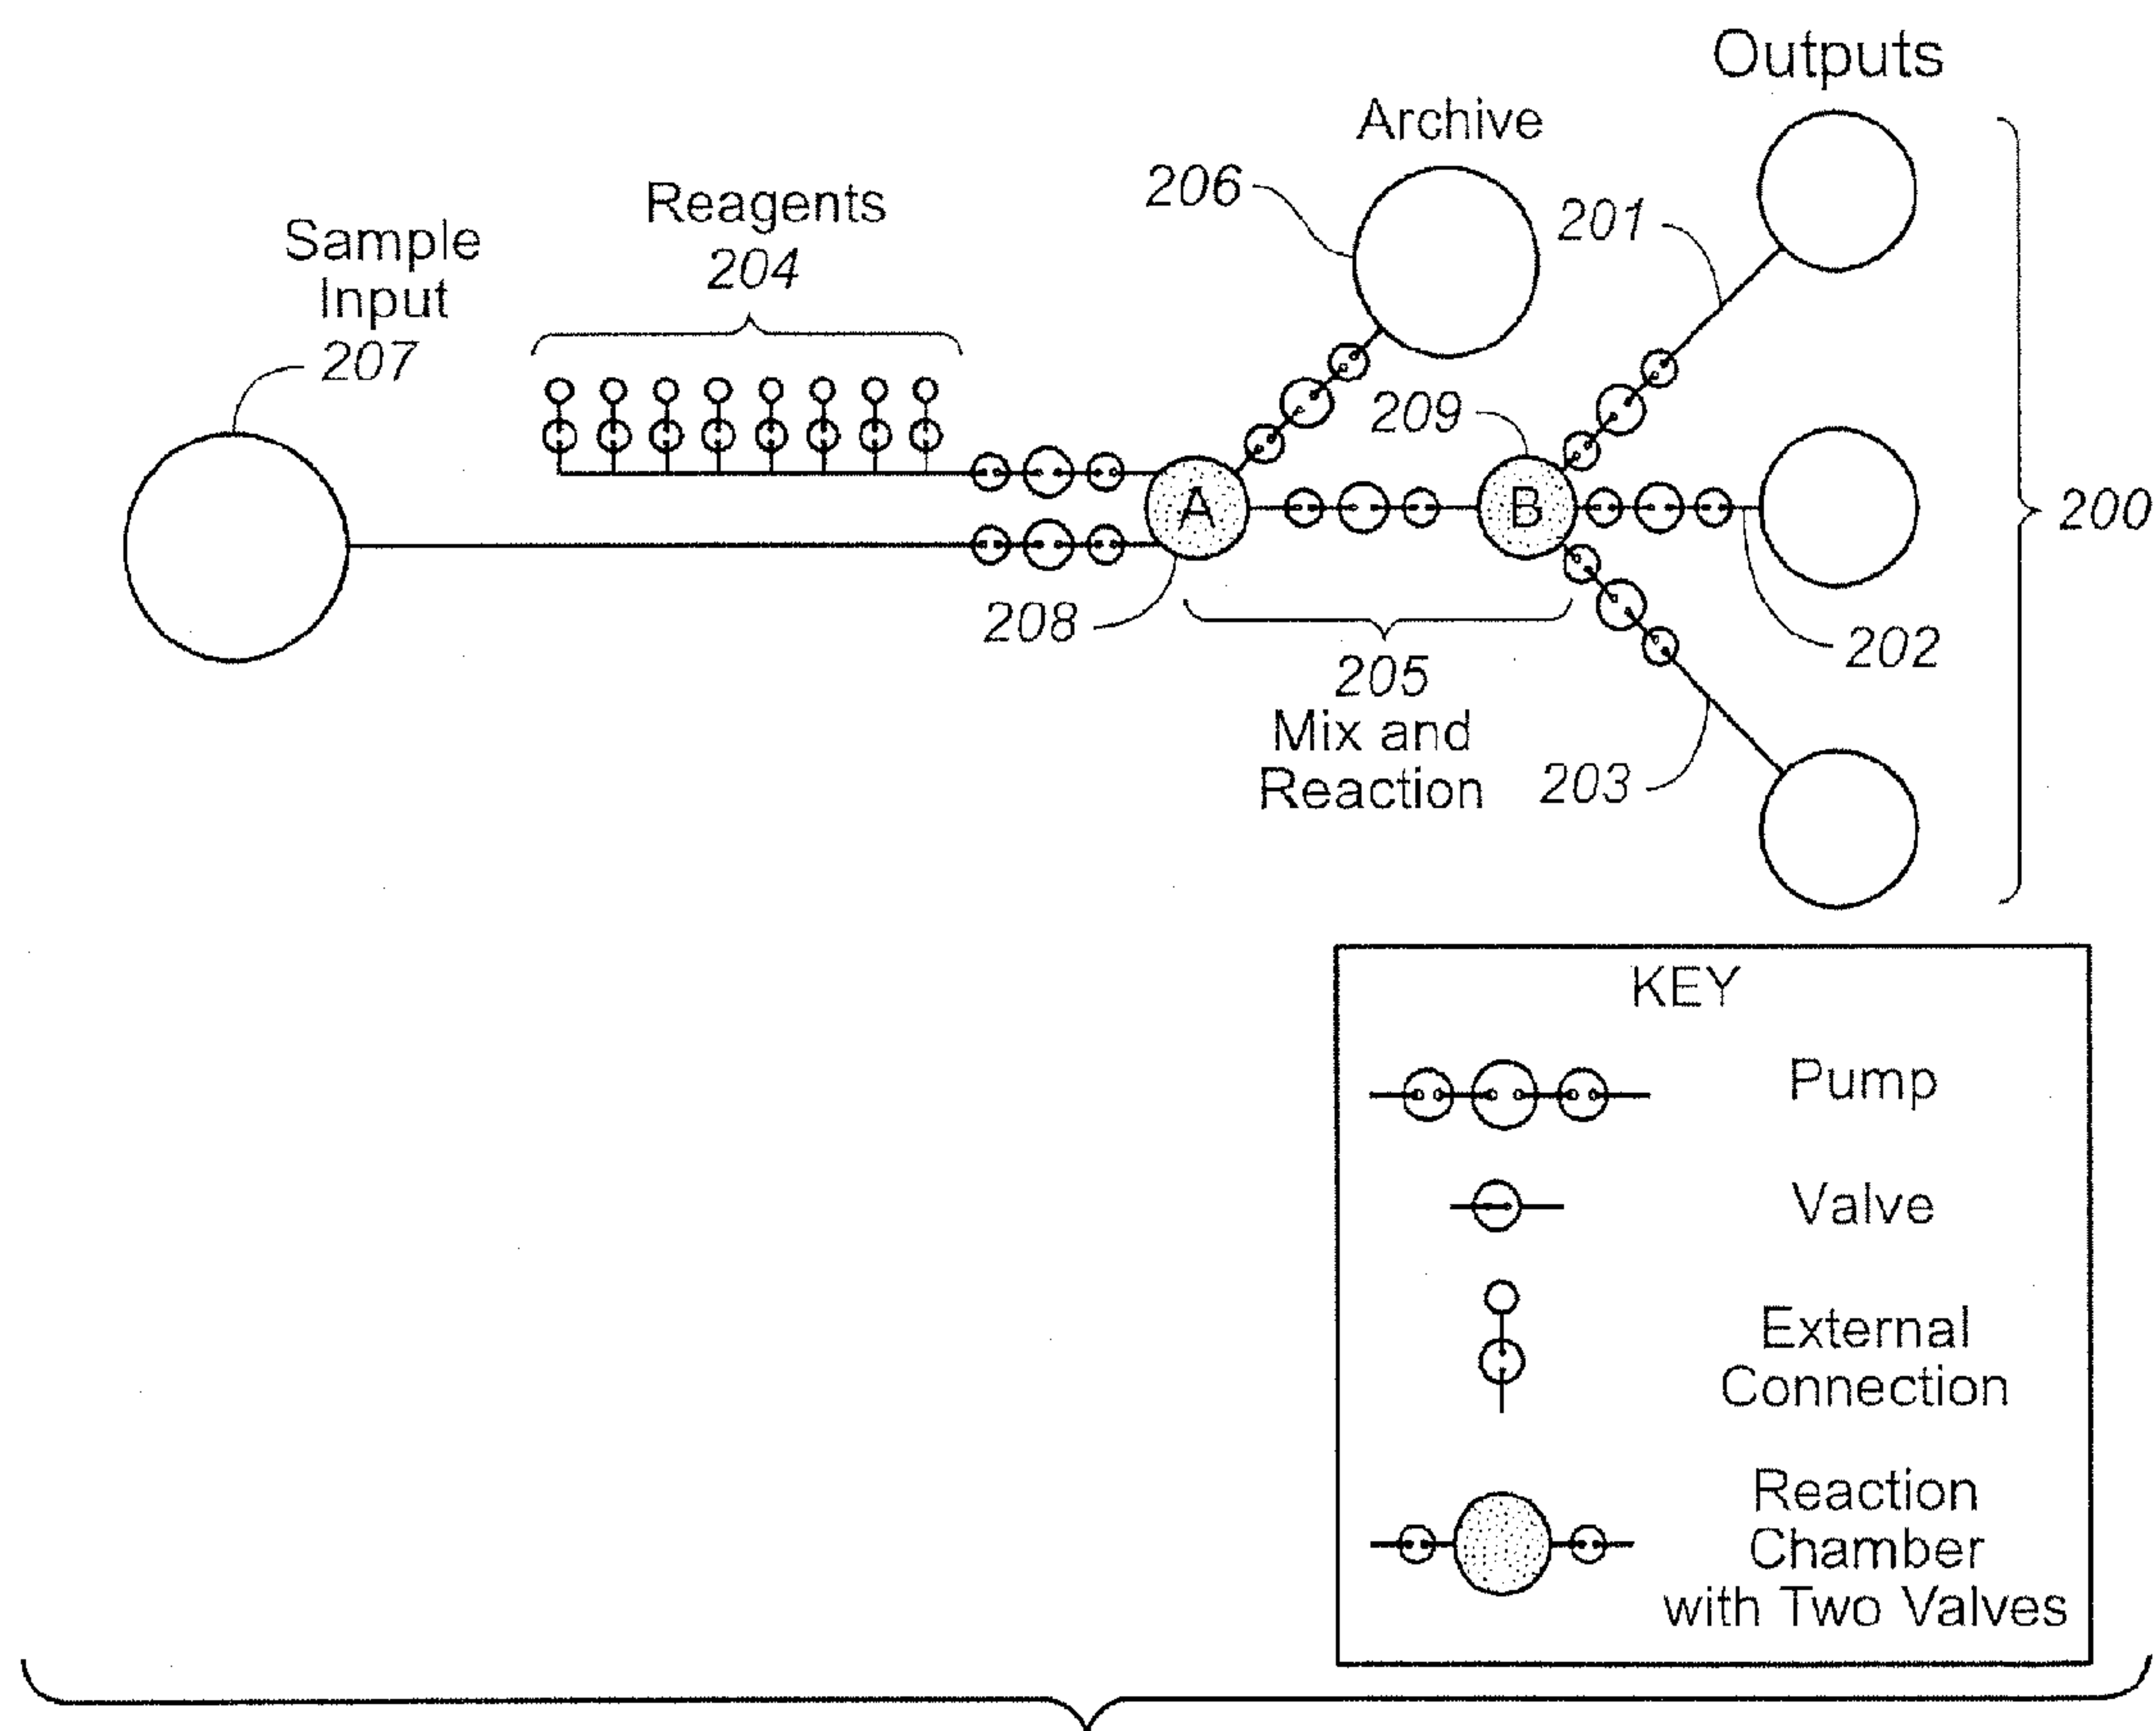 Outputs
Archive
206
201
Reagents
204
Sample
Input
207
209
A
B
200
208
205
Mix and
Reaction
202
203
KEY
Pump
Valve
External
Connection
Reaction
Chamber
with Two Valves